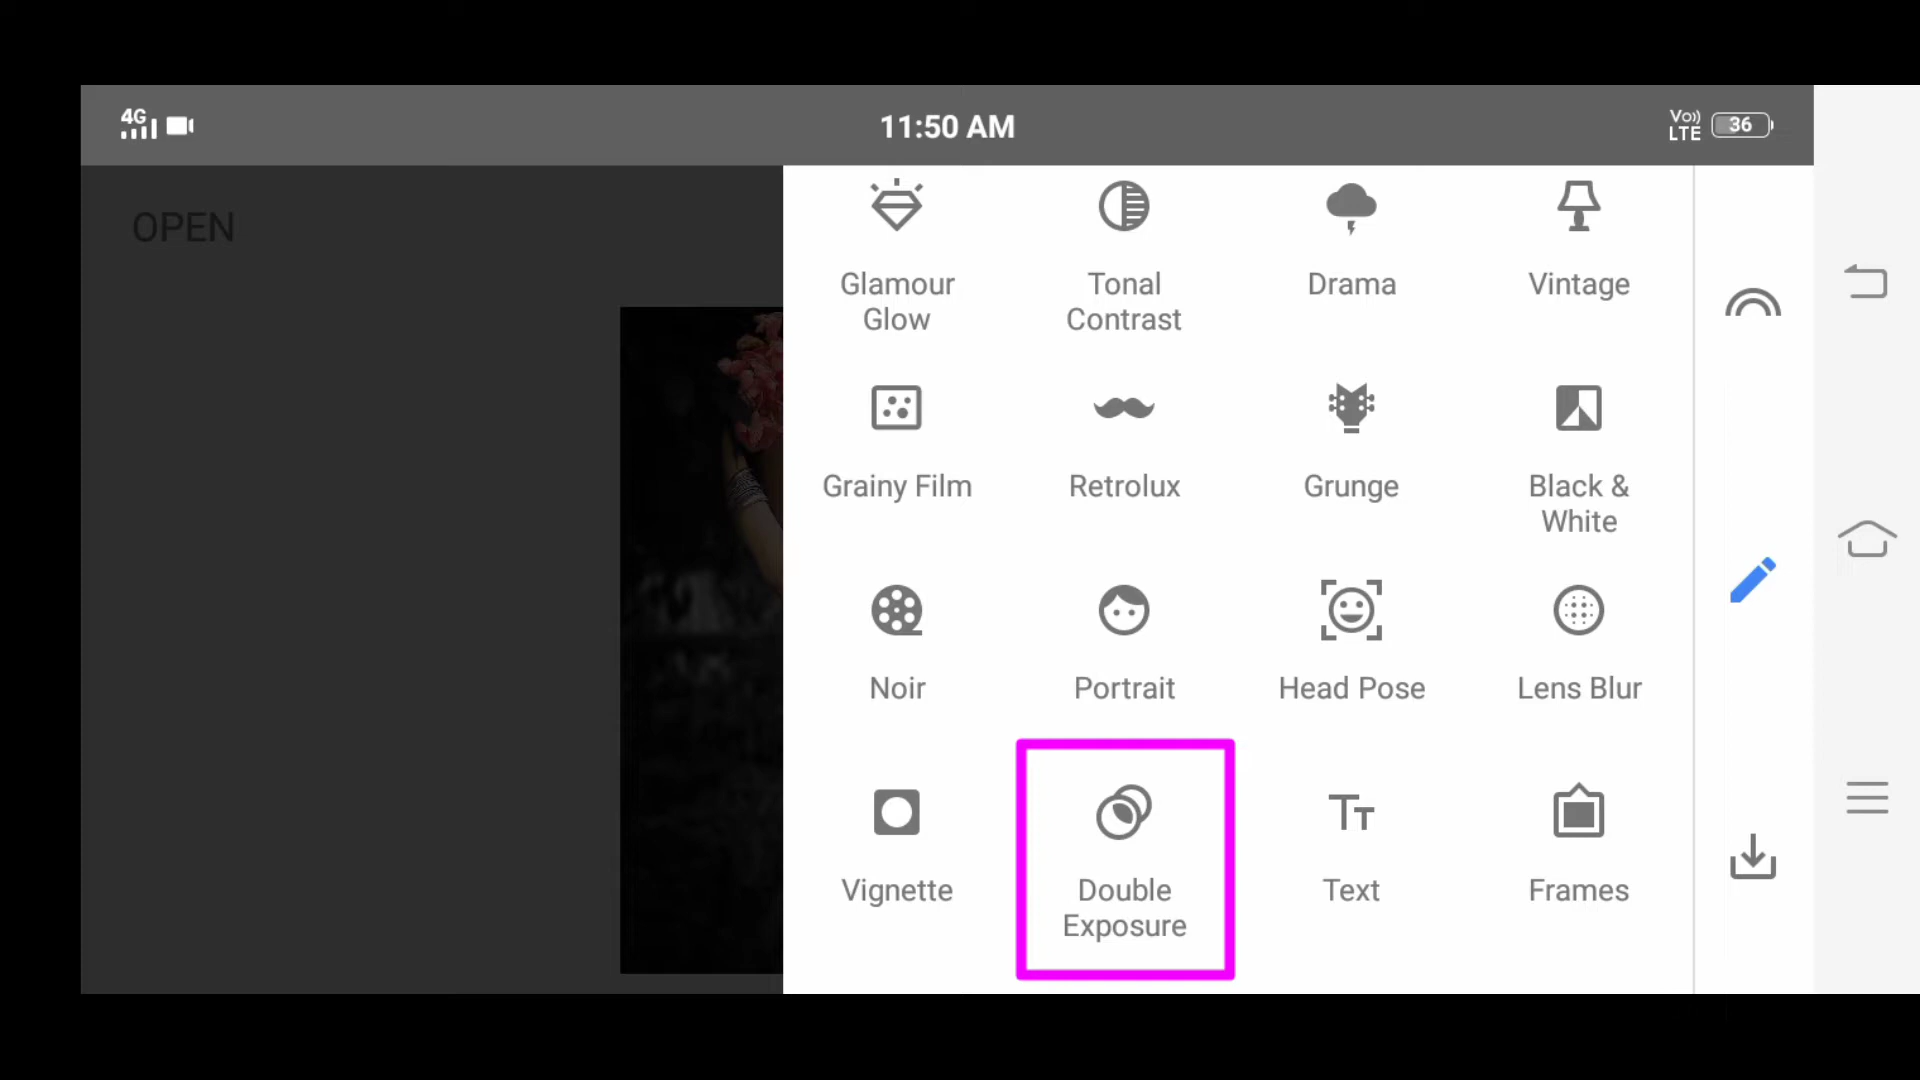 4G
11:50 AM
Vo)) LTE
36
OPEN
Glamour
Glow
Tonal
Contrast
Drama
Vintage
Grainy Film
Retrolux
Grunge
Black &
White
Noir
Portrait
Head Pose
Lens Blur
Vignette
Double
Exposure
Text
Frames